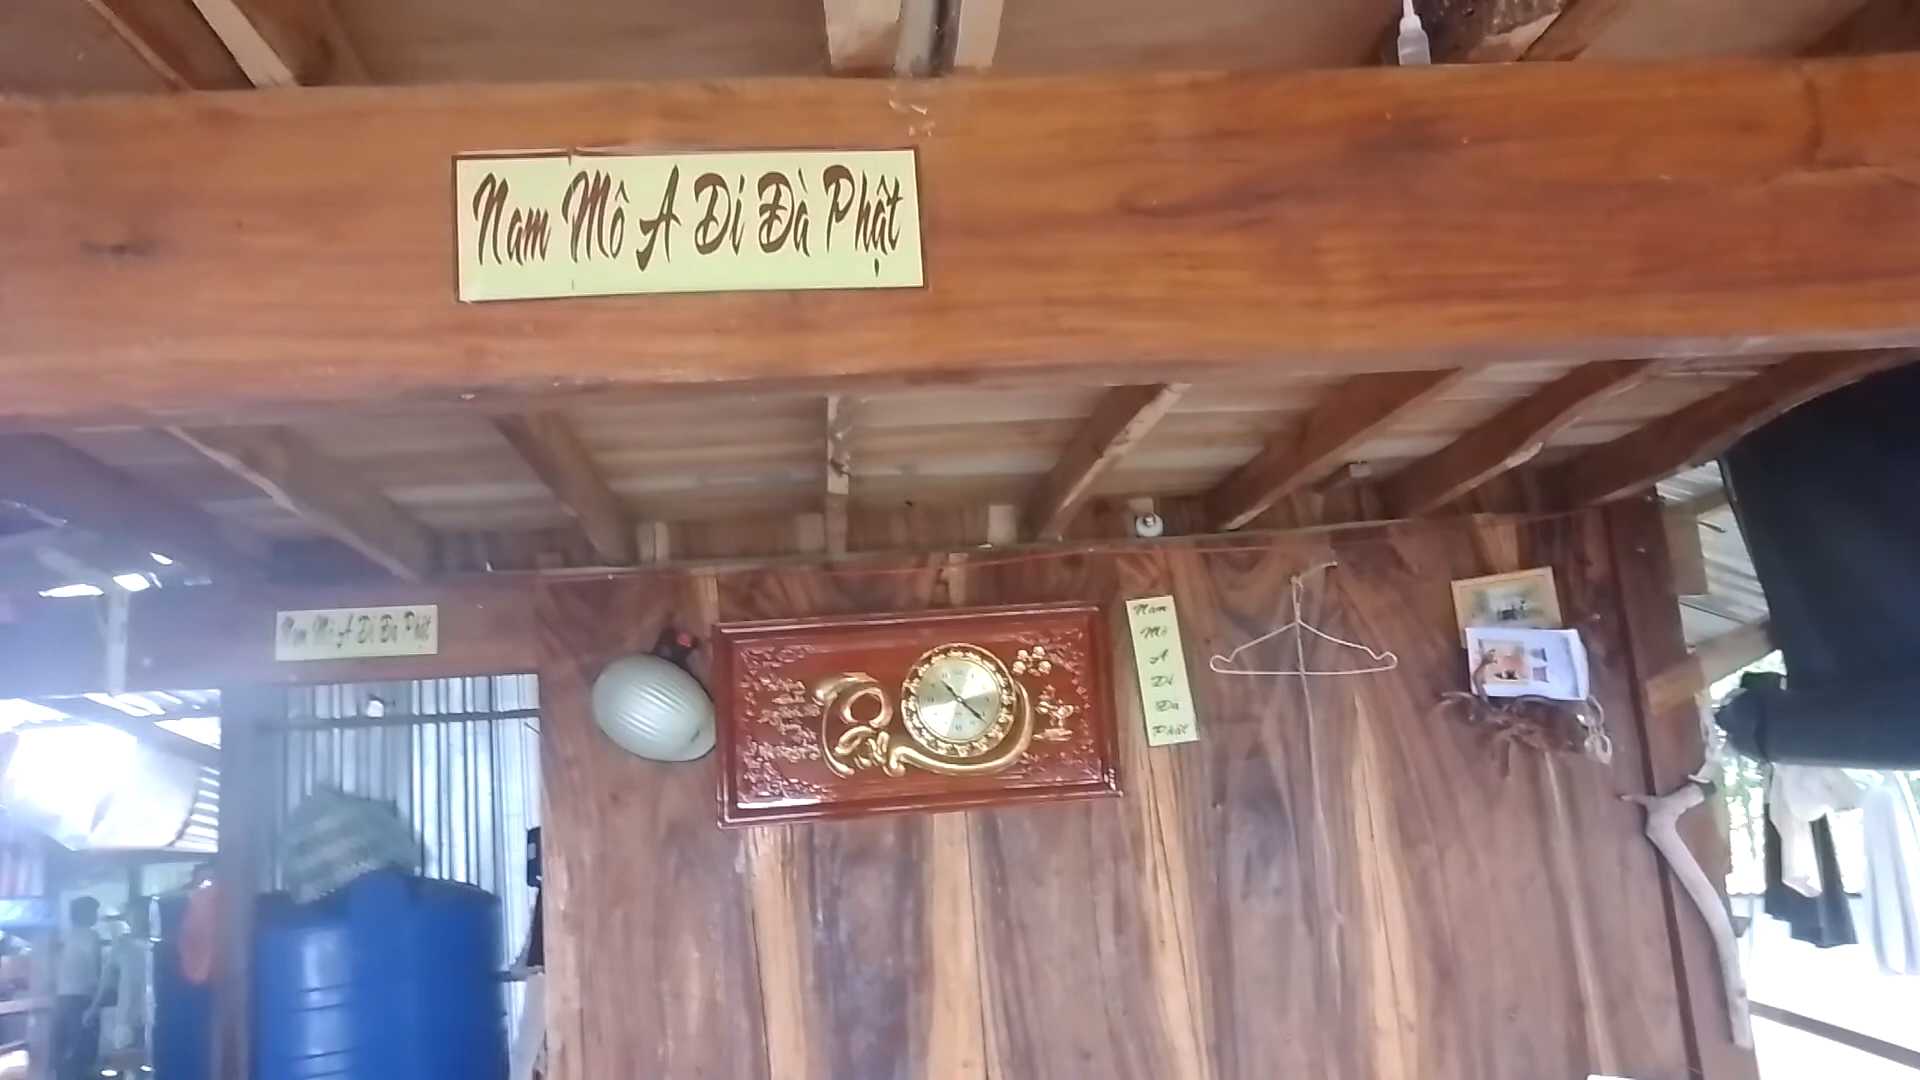 Nam Mô A Di Đà Phật
Nam Mô A Di Đà Phật
Nam
Mô
A
Di
Đà
Phật